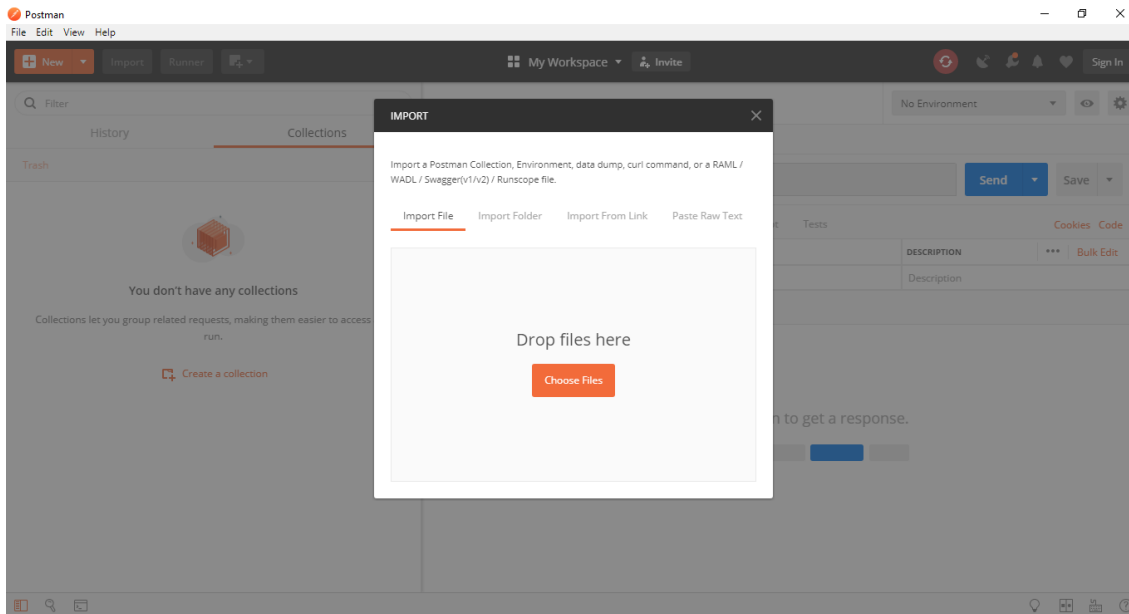 Postman
File Edit View Help
New Import Runner My Workspace Invite Sign In
Filter
History Collections
Trash
You don't have any collections
Collections let you group related requests, making them easier to access
run.
Create a collection
IMPORT
Import a Postman Collection, Environment, data dump, curl command, or a RAML /
WADL / Swagger(v1/v2) / Runscope file.
Import File Import Folder Import From Link Paste Raw Text
Drop files here
Choose Files
No Environment
Send Save
Tests Cookies Code
DESCRIPTION Bulk Edit
Description
to get a response.